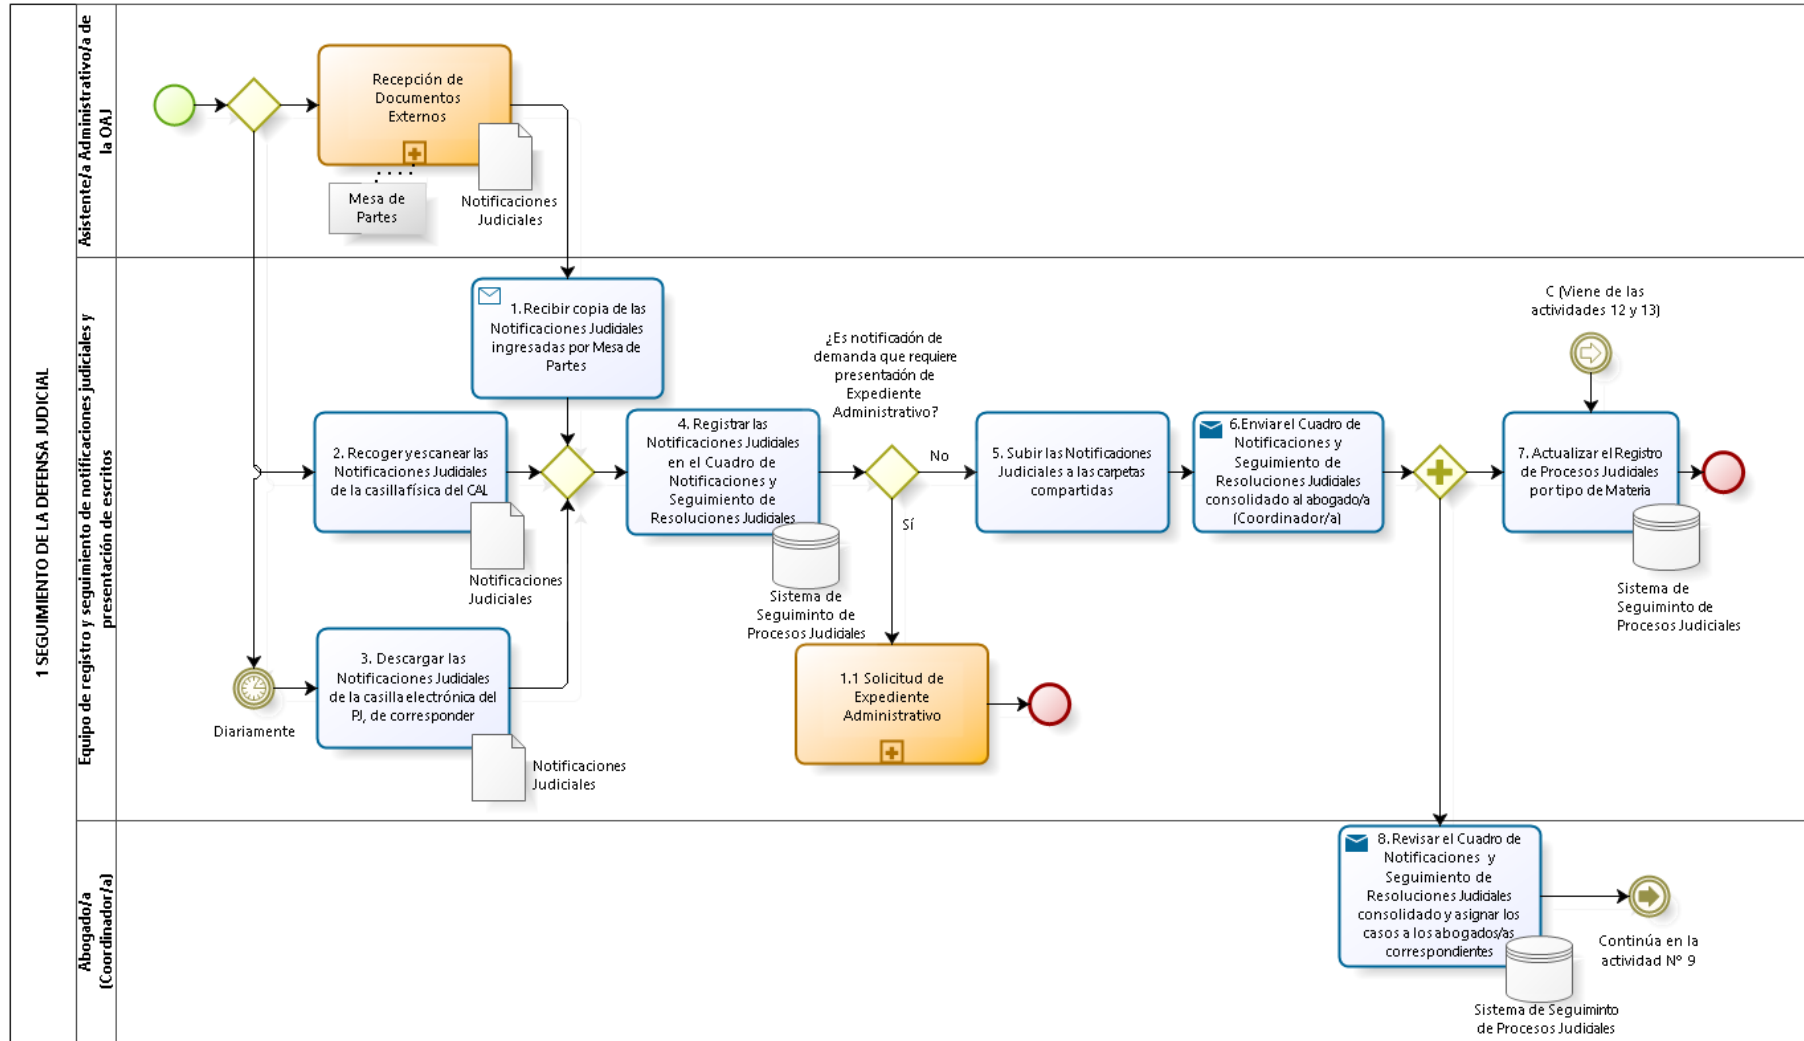 1 SEGUIMIENTO DE LA DEFENSA JUDICIAL
Asistente/a Administrativo/a de
la OAJ
Recepción de
Documentos
Externos
Mesa de
Partes
Notificaciones
Judiciales
Equipo de registro y seguimiento de notificaciones judiciales y
presentación de escritos
1. Recibir copia de las
Notificaciones Judiciales
ingresadas por Mesa de
Partes
2. Recoger y escanear las
Notificaciones Judiciales
de la casilla física del CAL
Notificaciones
Judiciales
Diariamente
3. Descargar las
Notificaciones Judiciales
de la casilla electrónica del
PJ, de corresponder
Notificaciones
Judiciales
4. Registrar las
Notificaciones Judiciales
en el Cuadro de
Notificaciones y
Seguimiento de
Resoluciones Judiciales
Sistema de
Seguiminto de
Procesos Judiciales
¿Es notificación de
demanda que requiere
presentación de
Expediente
Administrativo?
No
Sí
1.1 Solicitud de
Expediente
Administrativo
5. Subir las Notificaciones
Judiciales a las carpetas
compartidas
6.Enviar el Cuadro de
Notificaciones y
Seguimiento de
Resoluciones Judiciales
consolidado al abogado/a
(Coordinador/a)
C (Viene de las
actividades 12 y 13)
7. Actualizar el Registro
de Procesos Judiciales
por tipo de Materia
Sistema de
Seguiminto de
Procesos Judiciales
Abogado/a
(Coordinador/a)
8. Revisar el Cuadro de
Notificaciones y
Seguimiento de
Resoluciones Judiciales
consolidado y asignar los
casos a los abogados/as
correspondientes
Sistema de Seguiminto
de Procesos Judiciales
Continúa en la
actividad Nº 9